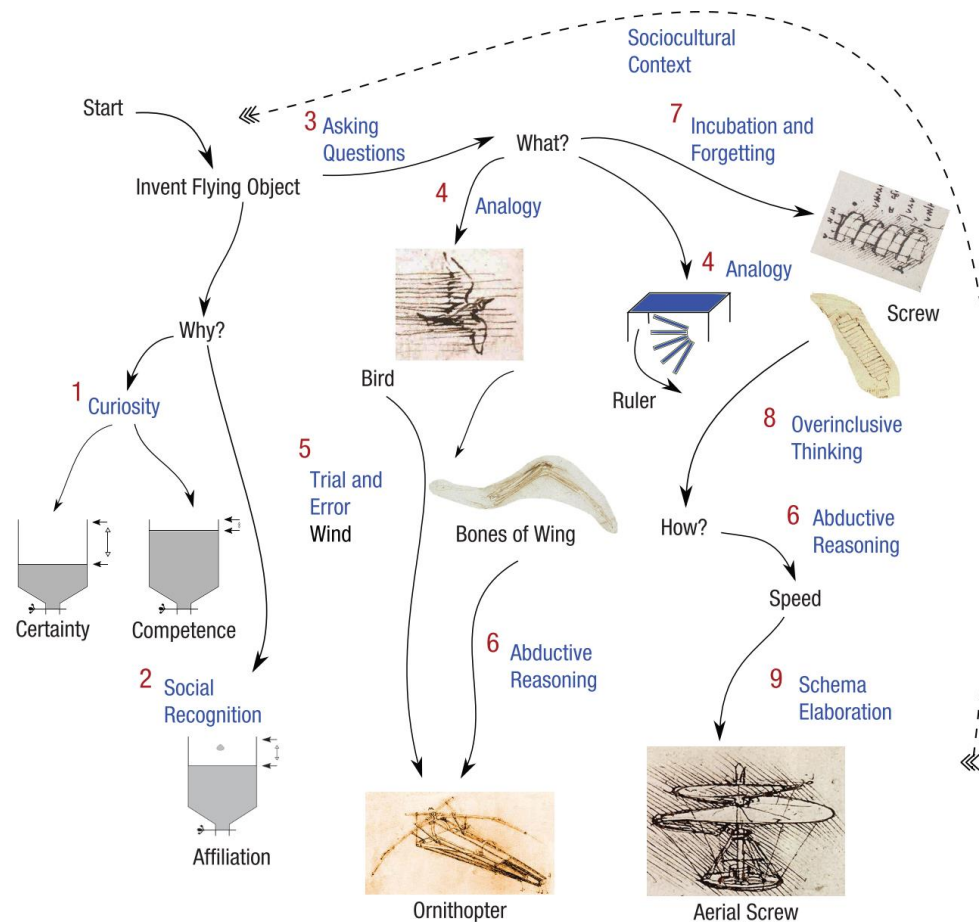 Sociocultural
Context
Start
3 Asking
Questions
What?
7 Incubation and
Forgetting
Invent Flying Object
4 Analogy
4 Analogy
Screw
Why?
Bird
Ruler
1 Curiosity
8 Overinclusive
Thinking
5 Trial and
Error
Wind
Bones of Wing
How?
6 Abductive
Reasoning
Certainty
Competence
Speed
6 Abductive
Reasoning
2 Social
Recognition
9 Schema
Elaboration
Affiliation
Ornithopter
Aerial Screw